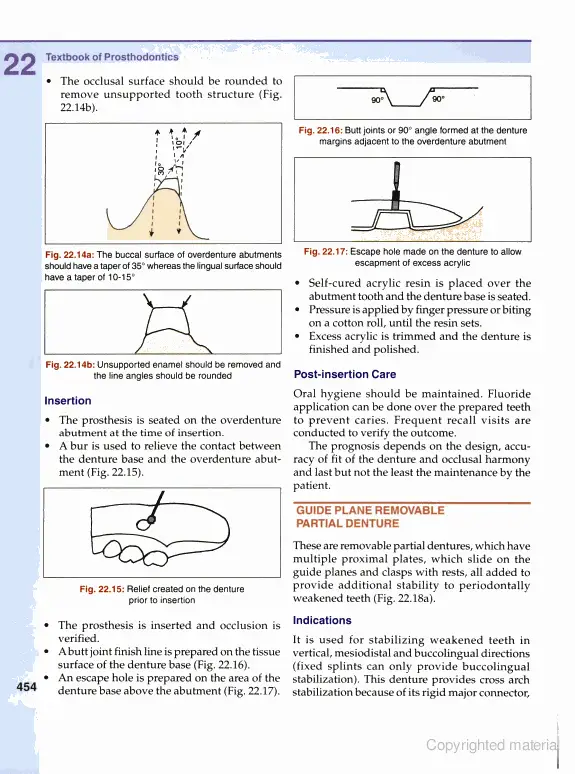 22
Textbook of Prosthodontics
• The occlusal surface should be rounded to
remove unsupported tooth structure (Fig.
22.14b).
30°
10°
Fig. 22.14a: The buccal surface of overdenture abutments
should have a taper of 35° whereas the lingual surface should
have a taper of 10-15°
Fig. 22.14b: Unsupported enamel should be removed and
the line angles should be rounded
Insertion
• The prosthesis is seated on the overdenture
abutment at the time of insertion.
• A bur is used to relieve the contact between
the denture base and the overdenture abut-
ment (Fig. 22.15).
Fig. 22.15: Relief created on the denture
prior to insertion
• The prosthesis is inserted and occlusion is
verified.
• A butt joint finish line is prepared on the tissue
surface of the denture base (Fig. 22.16).
• An escape hole is prepared on the area of the
denture base above the abutment (Fig. 22.17).
454
90° 90°
Fig. 22.16: Butt joints or 90° angle formed at the denture
margins adjacent to the overdenture abutment
Fig. 22.17: Escape hole made on the denture to allow
escapment of excess acrylic
• Self-cured acrylic resin is placed over the
abutment tooth and the denture base is seated.
• Pressure is applied by finger pressure or biting
on a cotton roll, until the resin sets.
• Excess acrylic is trimmed and the denture is
finished and polished.
Post-insertion Care
Oral hygiene should be maintained. Fluoride
application can be done over the prepared teeth
to prevent caries. Frequent recall visits are
conducted to verify the outcome.
The prognosis depends on the design, accu-
racy of fit of the denture and occlusal harmony
and last but not the least the maintenance by the
patient.
GUIDE PLANE REMOVABLE
PARTIAL DENTURE
These are removable partial dentures, which have
multiple proximal plates, which slide on the
guide planes and clasps with rests, all added to
provide additional stability to periodontally
weakened teeth (Fig. 22.18a).
Indications
It is used for stabilizing weakened teeth in
vertical, mesiodistal and buccolingual directions
(fixed splints can only provide buccolingual
stabilization). This denture provides cross arch
stabilization because of its rigid major connector,
Copyrighted material